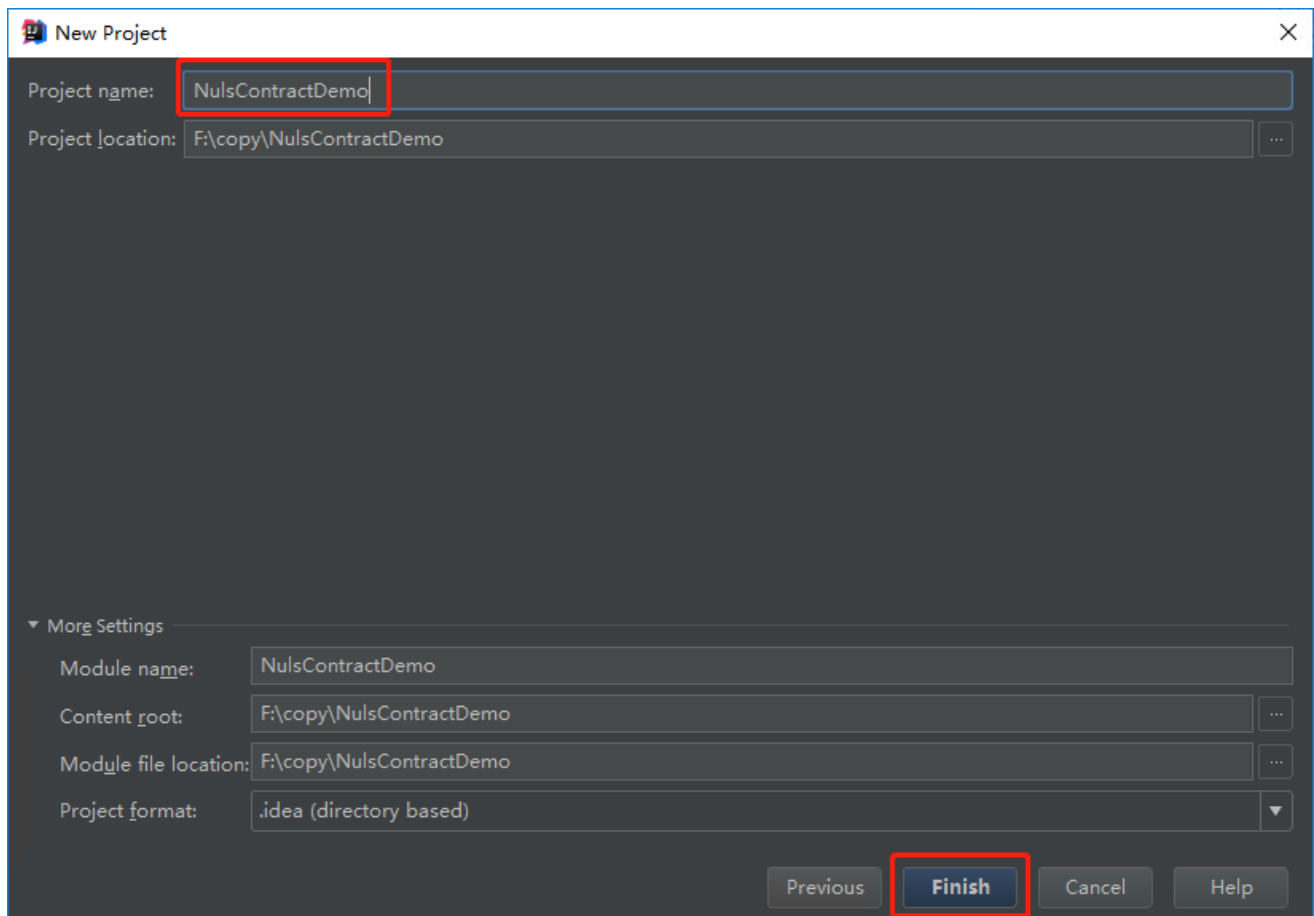 New Project
Project name: NulsContractDemo
Project location: F:\copy\NulsContractDemo ...
More Settings
Module name: NulsContractDemo
Content root: F:\copy\NulsContractDemo ...
Module file location: F:\copy\NulsContractDemo ...
Project format: .idea (directory based)
Previous Finish Cancel Help